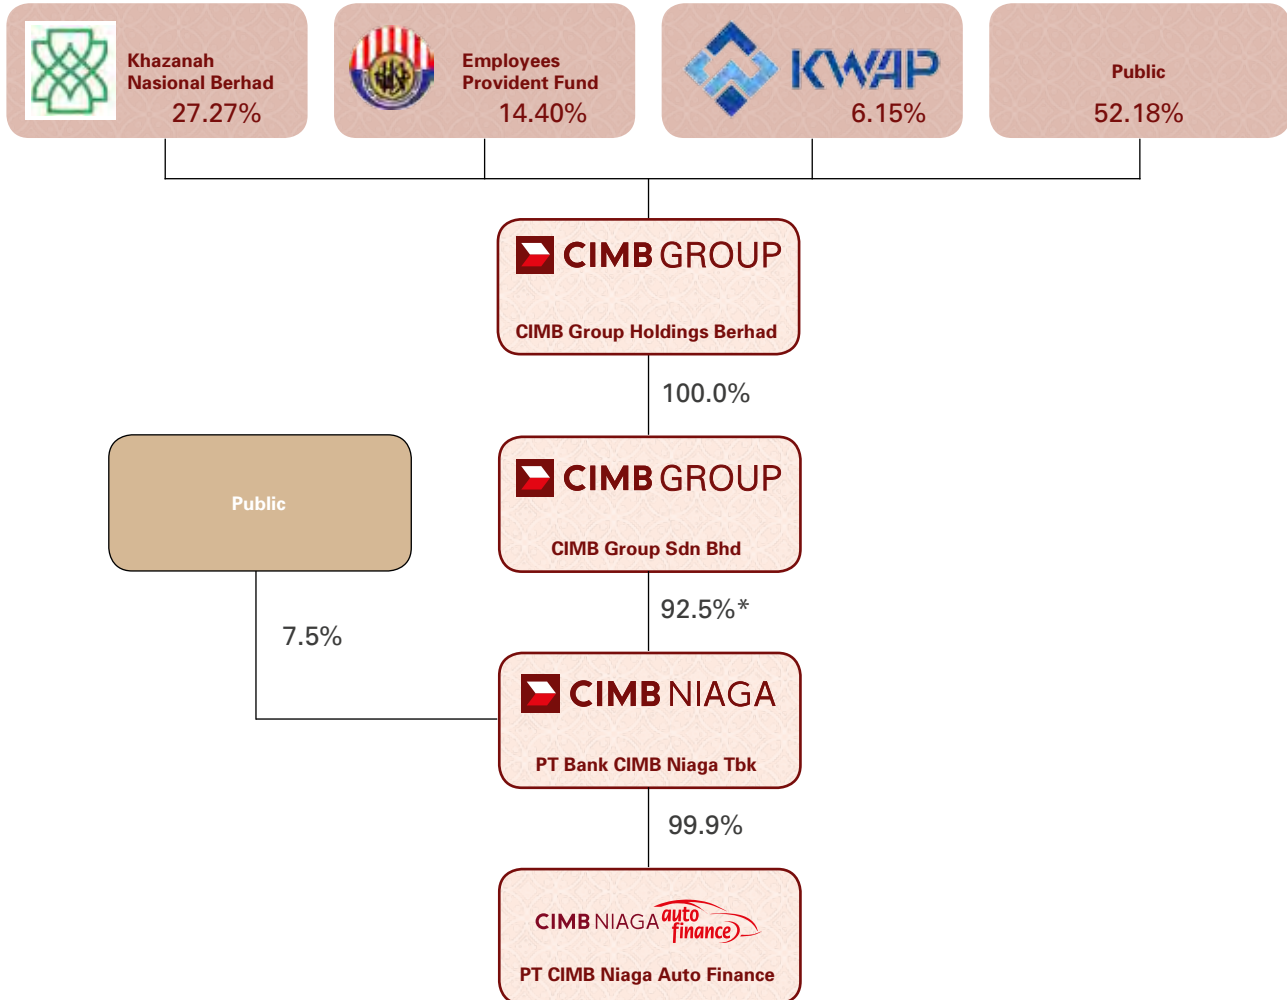 Khazanah
Nasional Berhad
27.27%
Employees
Provident Fund
14.40%
KWAP
6.15%
Public
52.18%
CIMB GROUP
CIMB Group Holdings Berhad
100.0%
CIMB GROUP
CIMB Group Sdn Bhd
Public
92.5%*
7.5%
CIMB NIAGA
PT Bank CIMB Niaga Tbk
99.9%
CIMB NIAGA auto
finance
PT CIMB Niaga Auto Finance